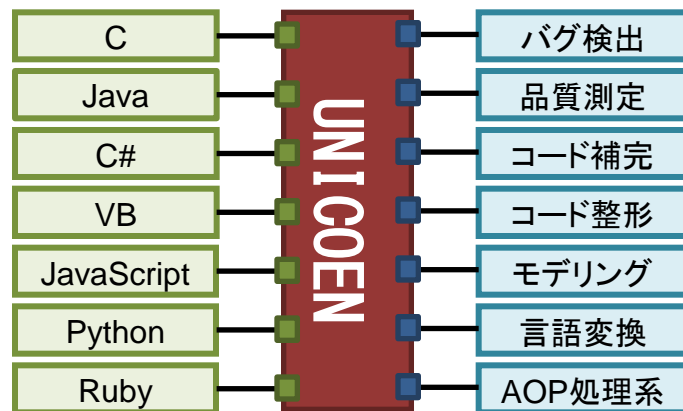 C
Java
C#
VB
JavaScript
Python
Ruby
UNICOEN
バグ検出
品質測定
コード補完
コード整形
モデリング
言語変換
AOP処理系